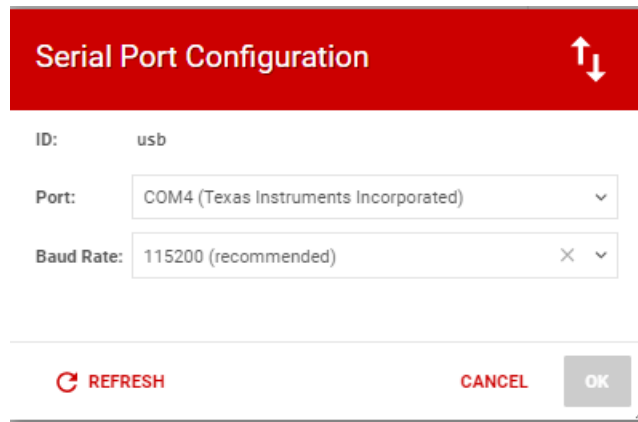 Serial Port Configuration
ID: usb
Port: COM4 (Texas Instruments Incorporated)
Baud Rate: 115200 (recommended)
REFRESH CANCEL OK